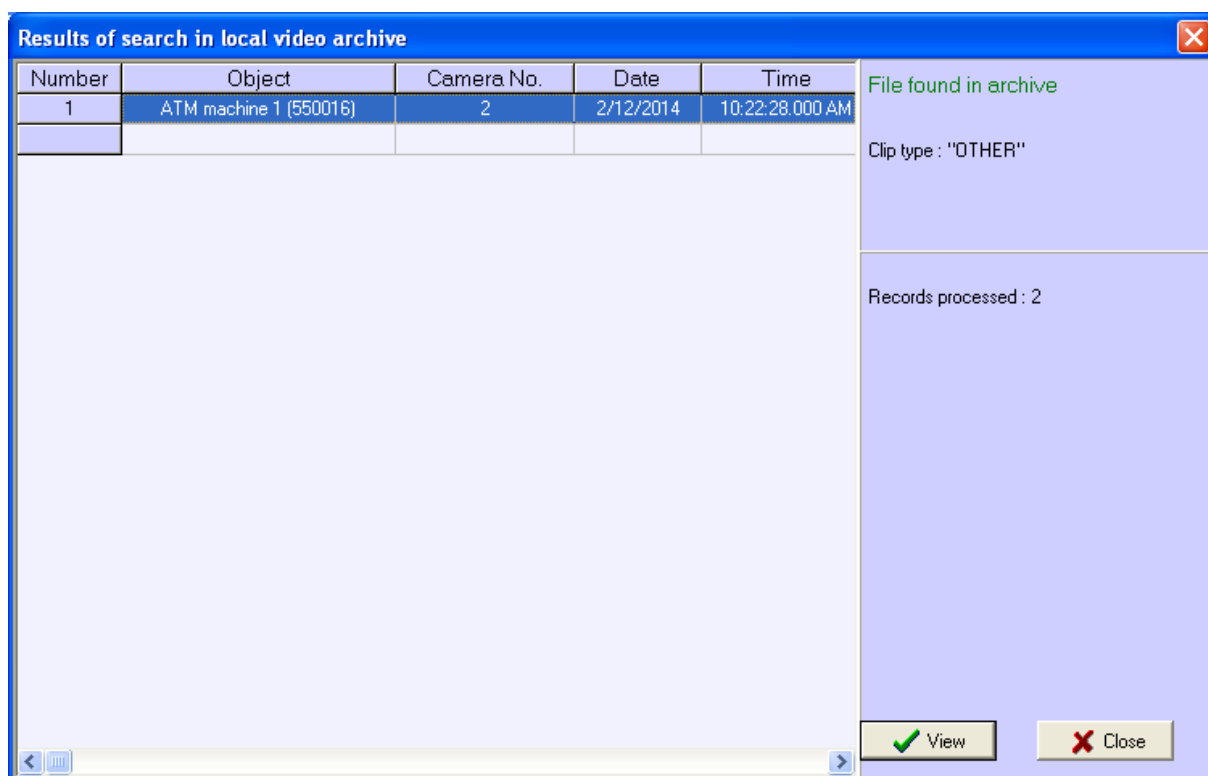 Results of search in local video archive
Number Object Camera No. Date Time
1 ATM machine 1 (550016) 2 2/12/2014 10:22:28.000 AM
File found in archive
Clip type : "OTHER"
Records processed : 2
View Close